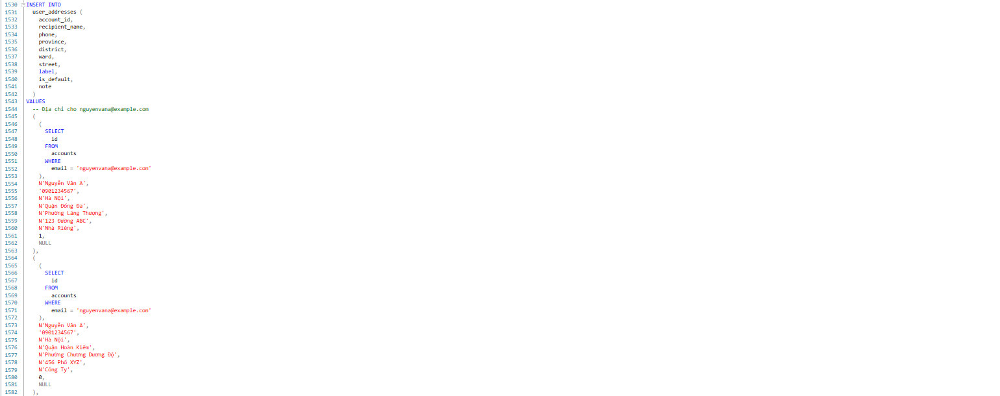 1530 INSERT INTO
1531 user_addresses (
1532 account_id,
1533 recipient_name,
1534 phone,
1535 province,
1536 district,
1537 ward,
1538 street,
1539 label,
1540 is_default,
1541 note
1542 )
1543 VALUES
1544 -- Địa chỉ cho nguyenvana@example.com
1545 (
1546 (
1547 SELECT
1548 id
1549 FROM
1550 accounts
1551 WHERE
1552 email = 'nguyenvana@example.com'
1553 ),
1554 N'Nguyễn Văn A',
1555 '0901234567',
1556 N'Hà Nội',
1557 N'Quận Đống Đa',
1558 N'Phường Láng Thượng',
1559 N'123 Đường ABC',
1560 N'Nhà Riêng',
1561 1,
1562 NULL
1563 ),
1564 (
1565 (
1566 SELECT
1567 id
1568 FROM
1569 accounts
1570 WHERE
1571 email = 'nguyenvana@example.com'
1572 ),
1573 N'Nguyễn Văn A',
1574 '0901234567',
1575 N'Hà Nội',
1576 N'Quận Hoàn Kiếm',
1577 N'Phường Chương Dương Độ',
1578 N'456 Phố XYZ',
1579 N'Công Ty',
1580 0,
1581 NULL
1582 ),